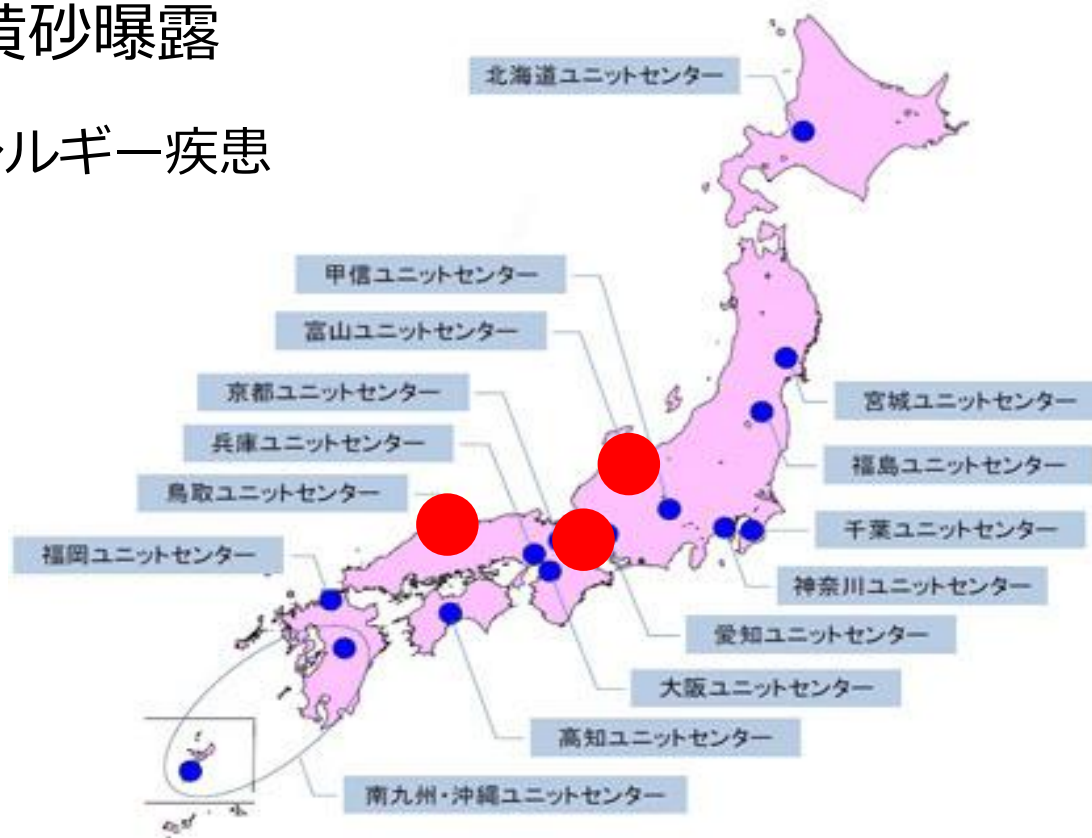 黄砂曝露
ルギー疾患
北海道ユニットセンター
甲信ユニットセンター
富山ユニットセンター
京都ユニットセンター
兵庫ユニットセンター
鳥取ユニットセンター
福岡ユニットセンター
宮城ユニットセンター
福島ユニットセンター
千葉ユニットセンター
神奈川ユニットセンター
愛知ユニットセンター
大阪ユニットセンター
高知ユニットセンター
南九州・沖縄ユニットセンター